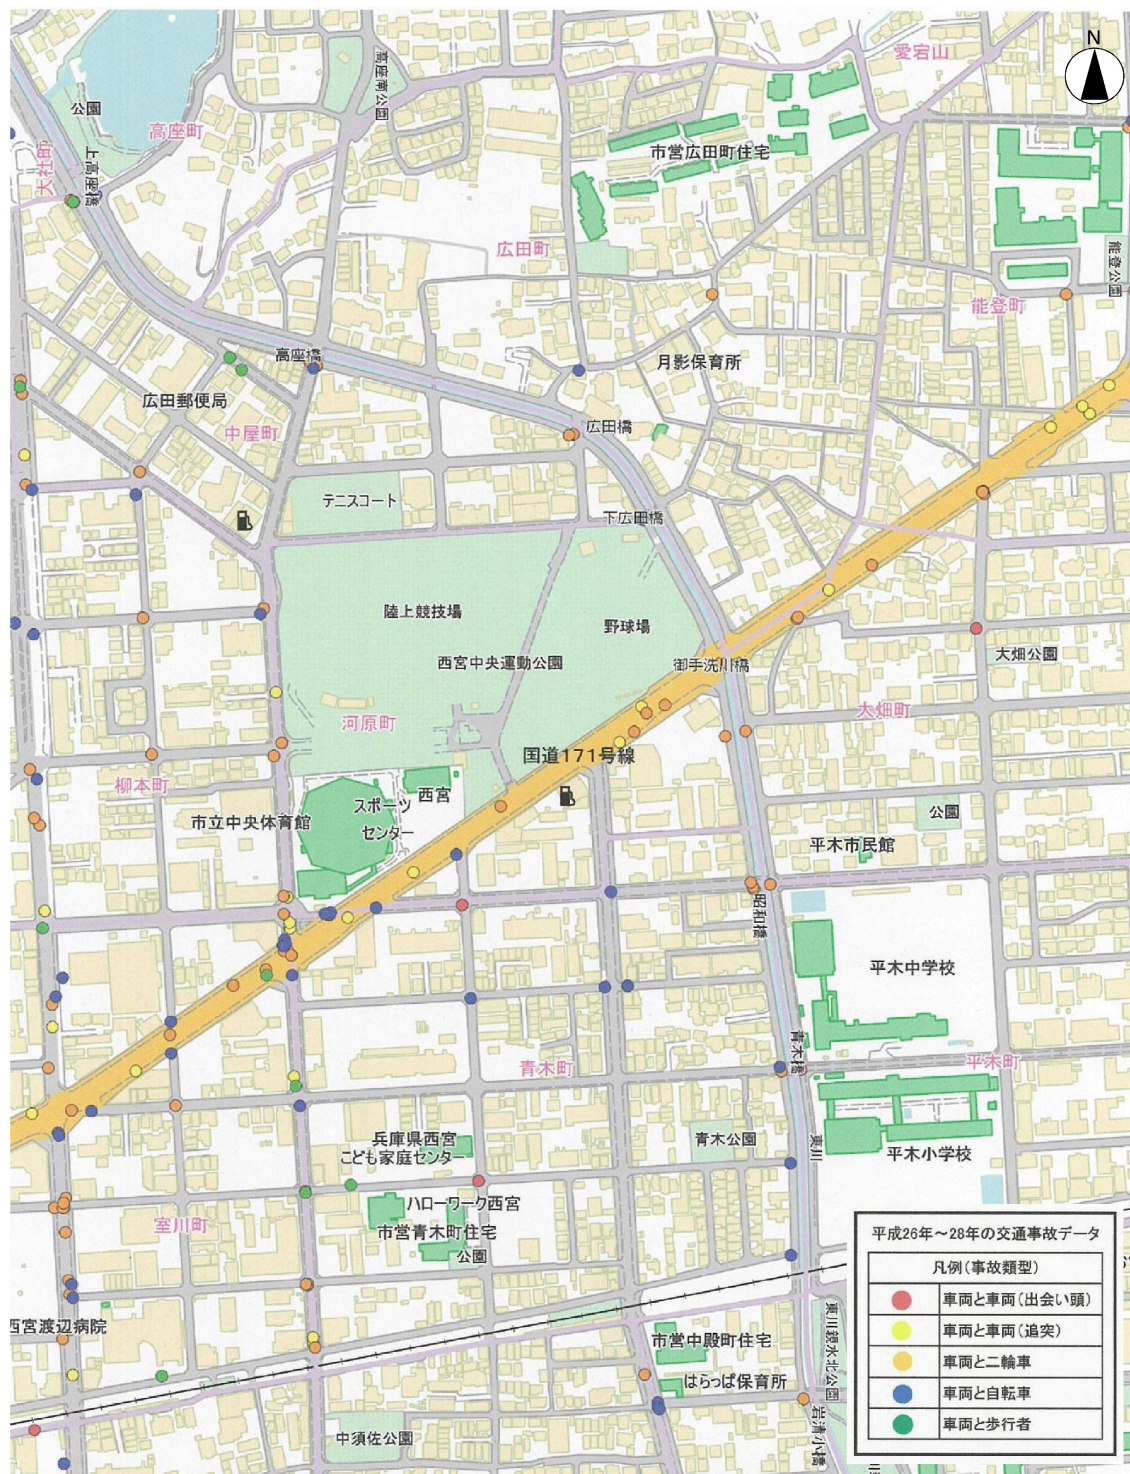 愛宕山
N
高座南公園
公園
高座町
市営広田町住宅
大社町
上高座橋
広田町
能登公園
能登町
高座橋
月影保育所
広田郵便局
中屋町
広田橋
テニスコート
下広田橋
陸上競技場
野球場
西宮中央運動公園
御手洗川橋
大畑公園
河原町
大畑町
国道171号線
柳本町
西宮
スポーツ
センター
市立中央体育館
公園
平木市民館
昭和橋
平木中学校
青木橋
青木町
平木町
兵庫県西宮
こども家庭センター
青木公園
東川
平木小学校
ハローワーク西宮
市営青木町住宅
公園
室川町
西宮渡辺病院
市営中殿町住宅
はらっぱ保育所
東川親水北公園
岩清小橋
中須佐公園
平成26年～28年の交通事故データ
凡例(事故類型)
車両と車両(出会い頭)
車両と車両(追突)
車両と二輪車
車両と自転車
車両と歩行者